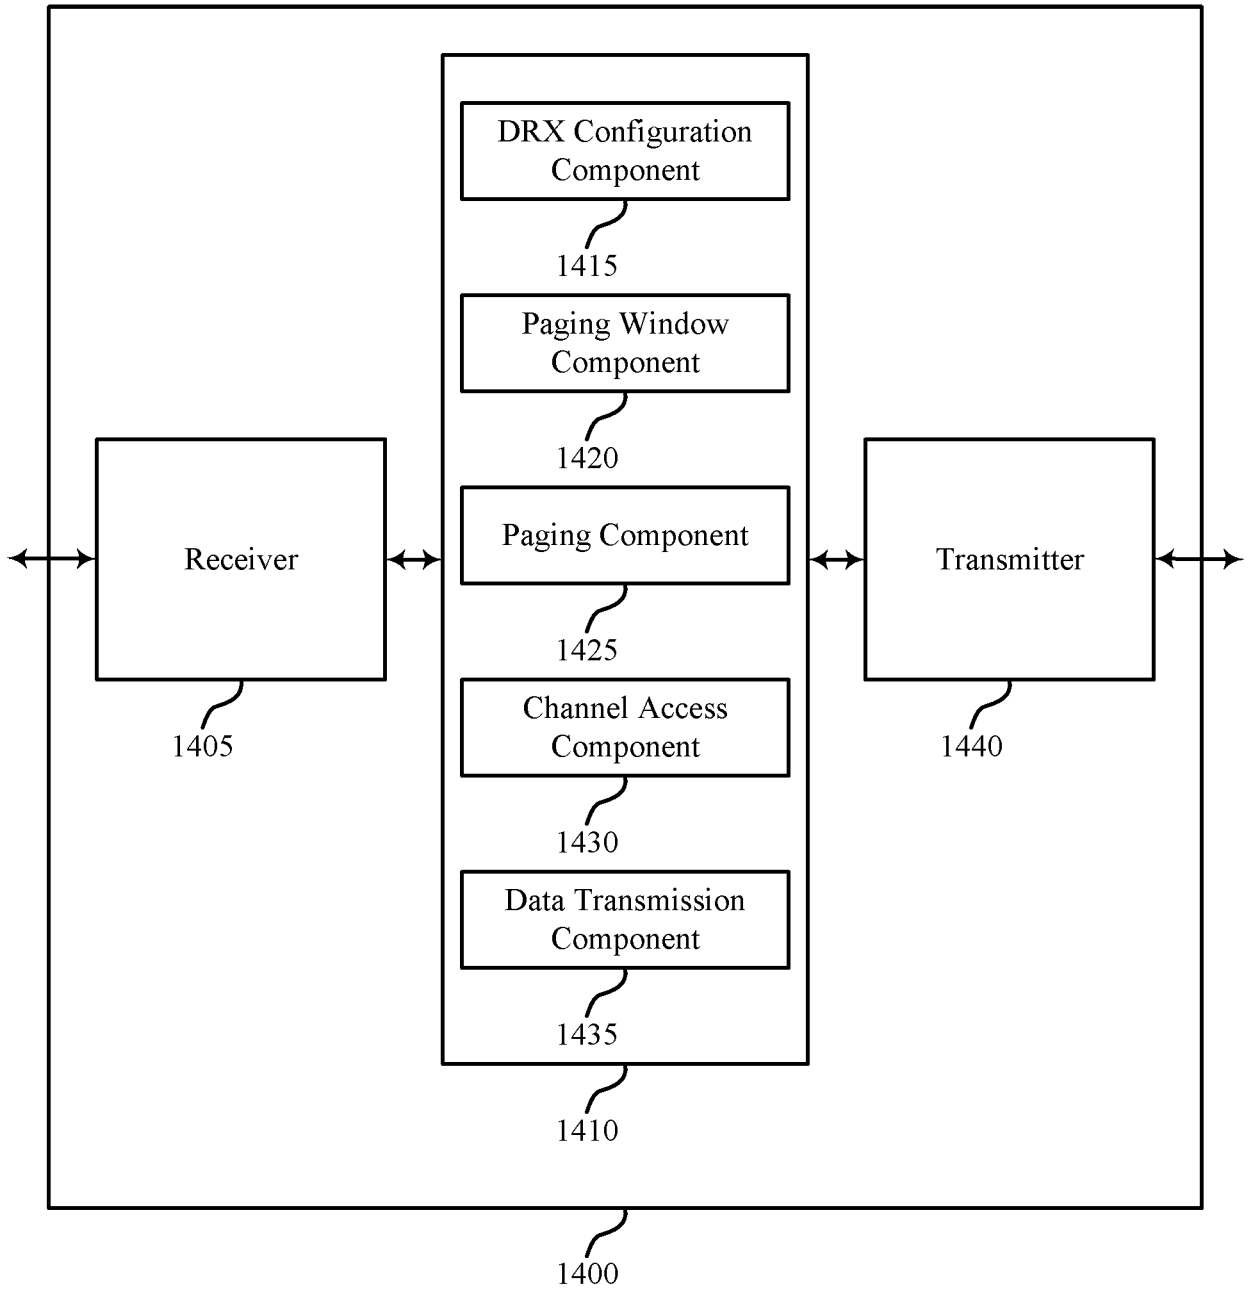 DRX Configuration
Component
1415
Paging Window
Component
1420
Paging Component
1425
Receiver
1405
Transmitter
1440
Channel Access
Component
1430
Data Transmission
Component
1435
1410
1400